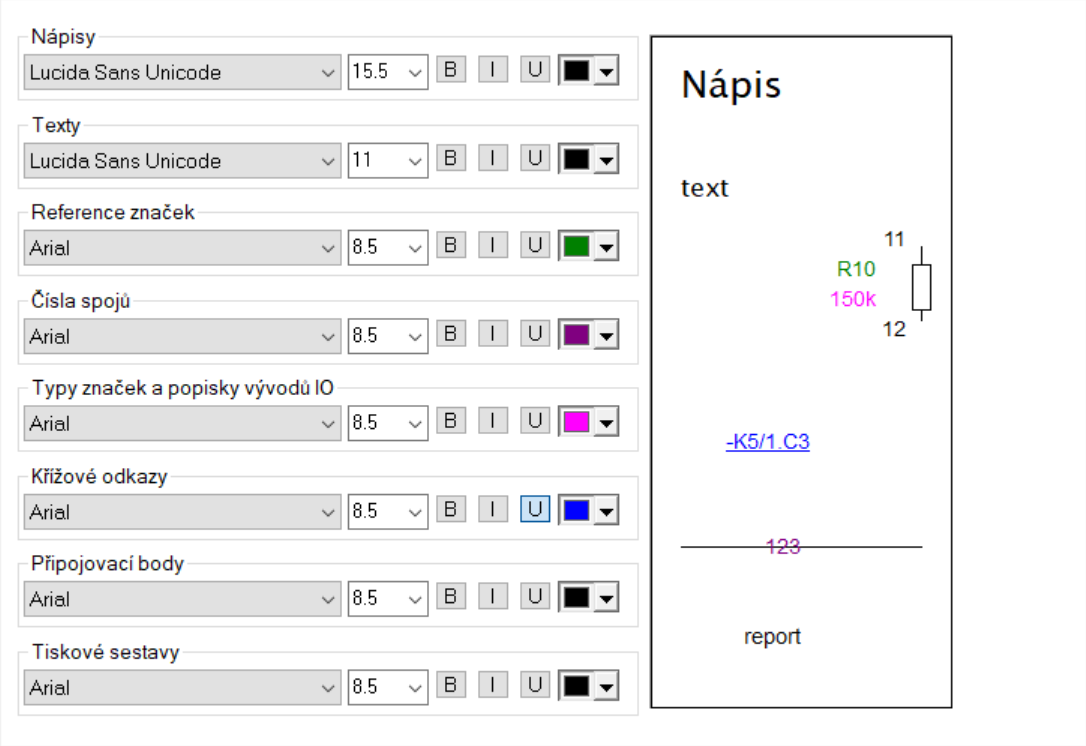 Nápisy
Lucida Sans Unicode 15.5 B I U
Texty
Lucida Sans Unicode 11 B I U
Reference značek
Arial 8.5 B I U
Čísla spojů
Arial 8.5 B I U
Typy značek a popisky vývodů IO
Arial 8.5 B I U
Křížové odkazy
Arial 8.5 B I U
Připojovací body
Arial 8.5 B I U
Tiskové sestavy
Arial 8.5 B I U
Nápis
text
11
R10
150k
12
-K5/1.C3
123
report